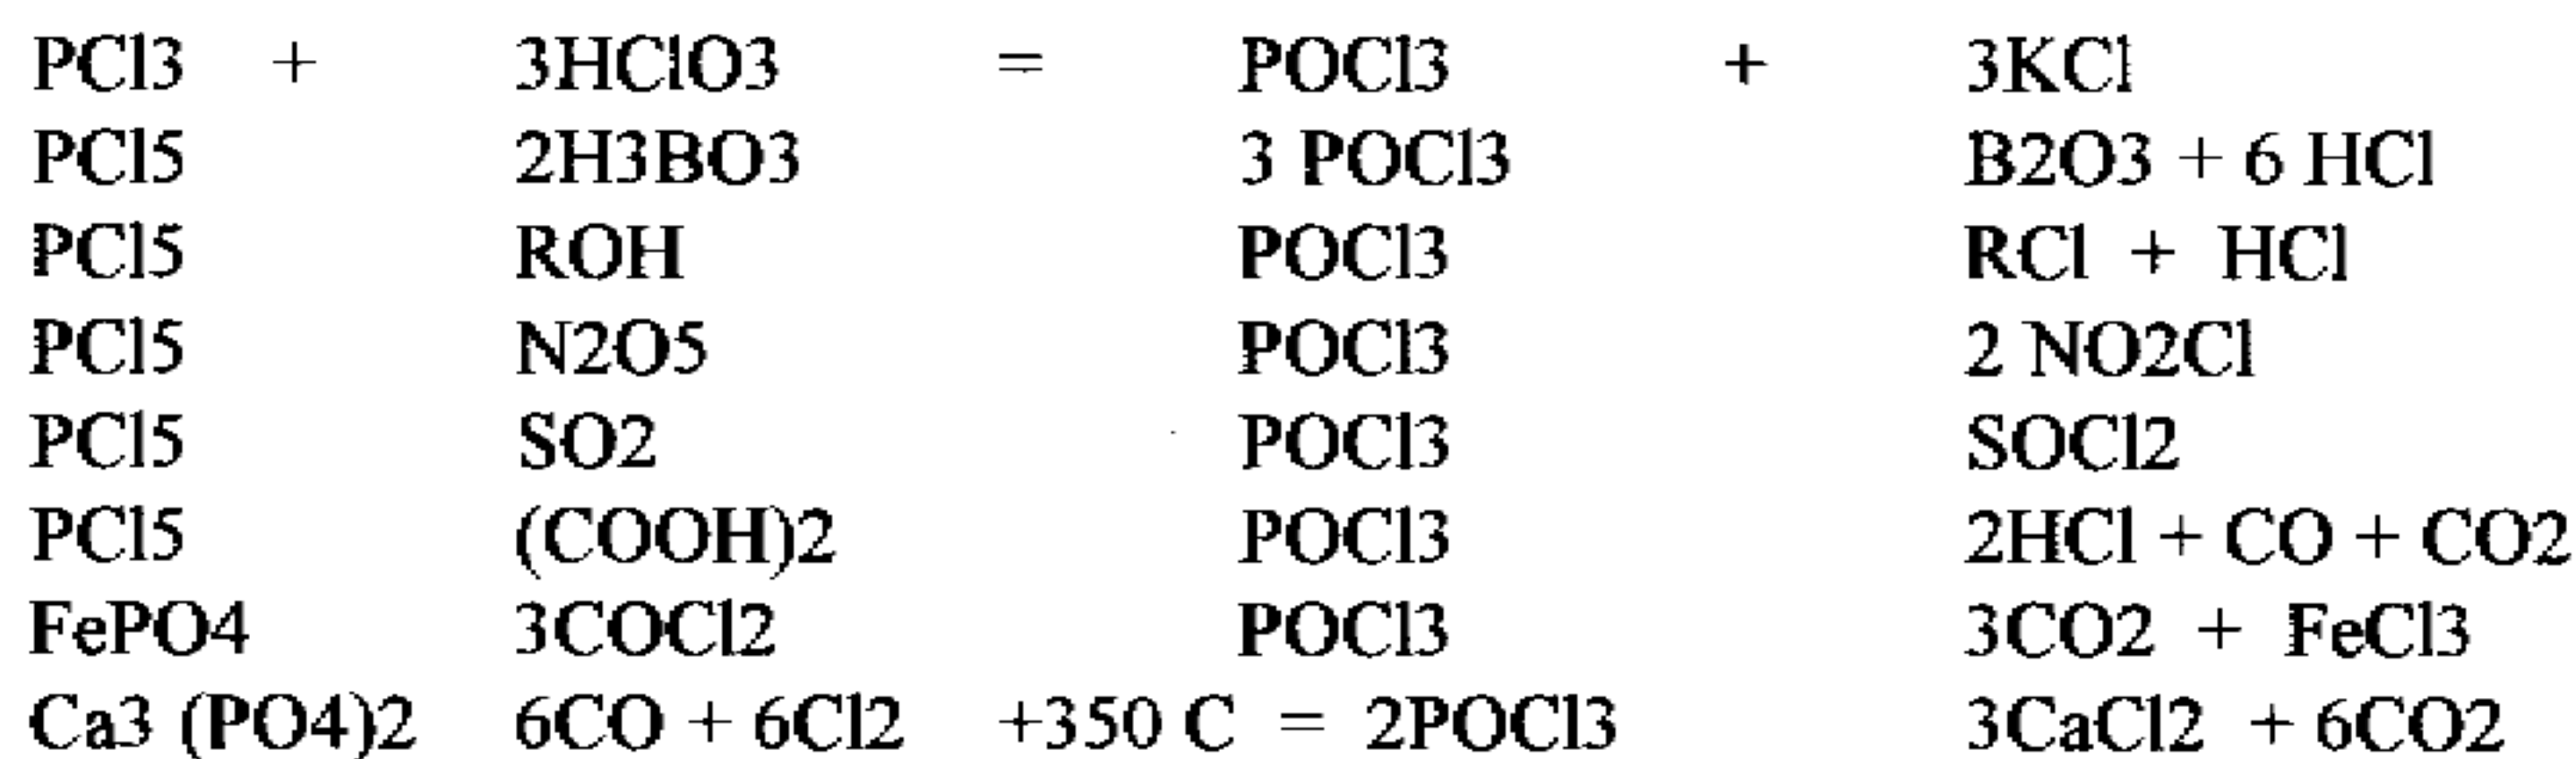 PCl3 + 3HClO3 = POCl3 + 3KCl
PCl5 2H3BO3 3 POCl3 B2O3 + 6 HCl
PCl5 ROH POCl3 RCl + HCl
PCl5 N2O5 POCl3 2 NO2Cl
PCl5 SO2 POCl3 SOCl2
PCl5 (COOH)2 POCl3 2HCl + CO + CO2
FePO4 3COCl2 POCl3 3CO2 + FeCl3
Ca3 (PO4)2 6CO + 6Cl2 +350 C = 2POCl3 3CaCl2 + 6CO2